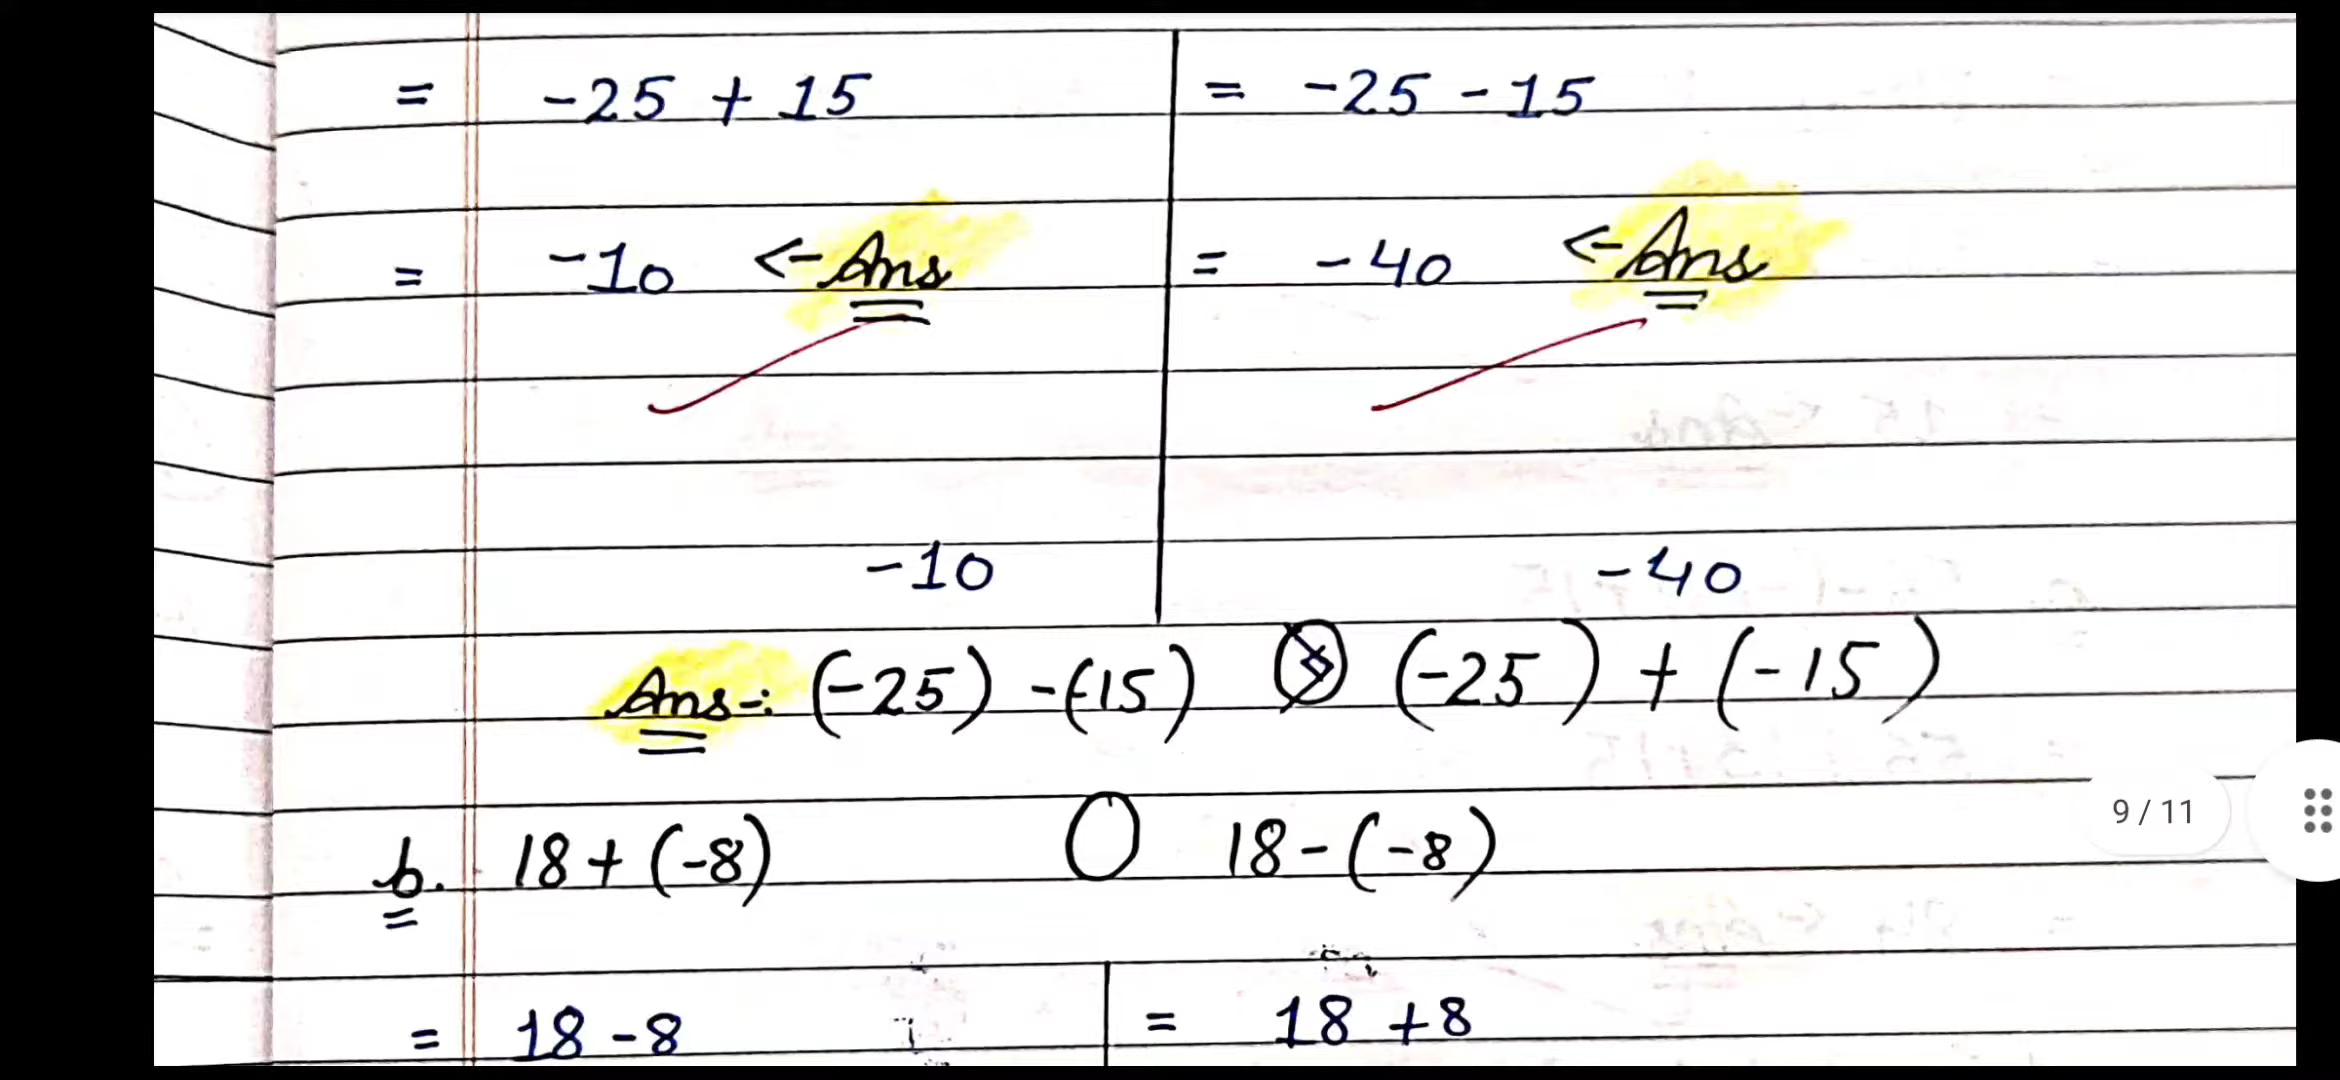 = -25 + 15 = -25 - 15
= -10 <- Ans = -40 <- Ans
-10 -40
Ans-: (-25) -(-15) > (-25) + (-15)
b. 18 + (-8) O 18 - (-8)
9 / 11
= 18 - 8 = 18 + 8